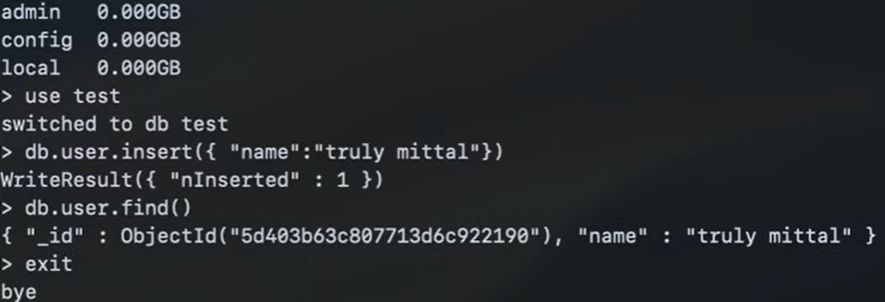 admin   0.000GB
config  0.000GB
local   0.000GB
> use test
switched to db test
> db.user.insert({ "name":"truly mittal"})
WriteResult({ "nInserted" : 1 })
> db.user.find()
{ "_id" : ObjectId("5d403b63c807713d6c922190"), "name" : "truly mittal" }
> exit
bye